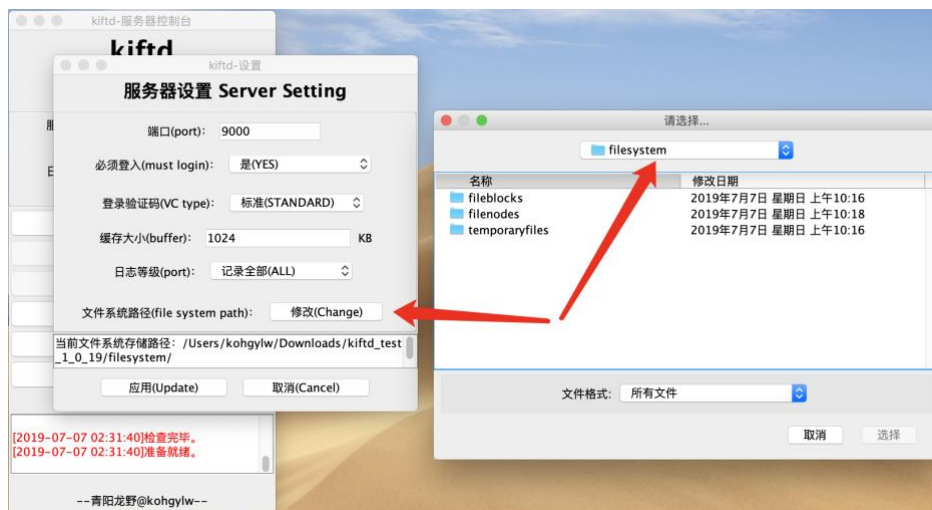 kiftd-服务器控制台
kiftd
kiftd-设置
服务器设置 Server Setting
端口(port): 9000
必须登入(must login): 是(YES)
登录验证码(VC type): 标准(STANDARD)
缓存大小(buffer): 1024 KB
日志等级(port): 记录全部(ALL)
文件系统路径(file system path): 修改(Change)
当前文件系统存储路径: /Users/kohgylw/Downloads/kiftd_test
_1_0_19/filesystem/
应用(Update) 取消(Cancel)
[2019-07-07 02:31:40]检查完毕。
[2019-07-07 02:31:40]准备就绪。
--青阳龙野@kohgylw--
请选择...
filesystem
名称 修改日期
fileblocks 2019年7月7日 星期日 上午10:16
filenodes 2019年7月7日 星期日 上午10:18
temporaryfiles 2019年7月7日 星期日 上午10:16
文件格式: 所有文件
取消 选择